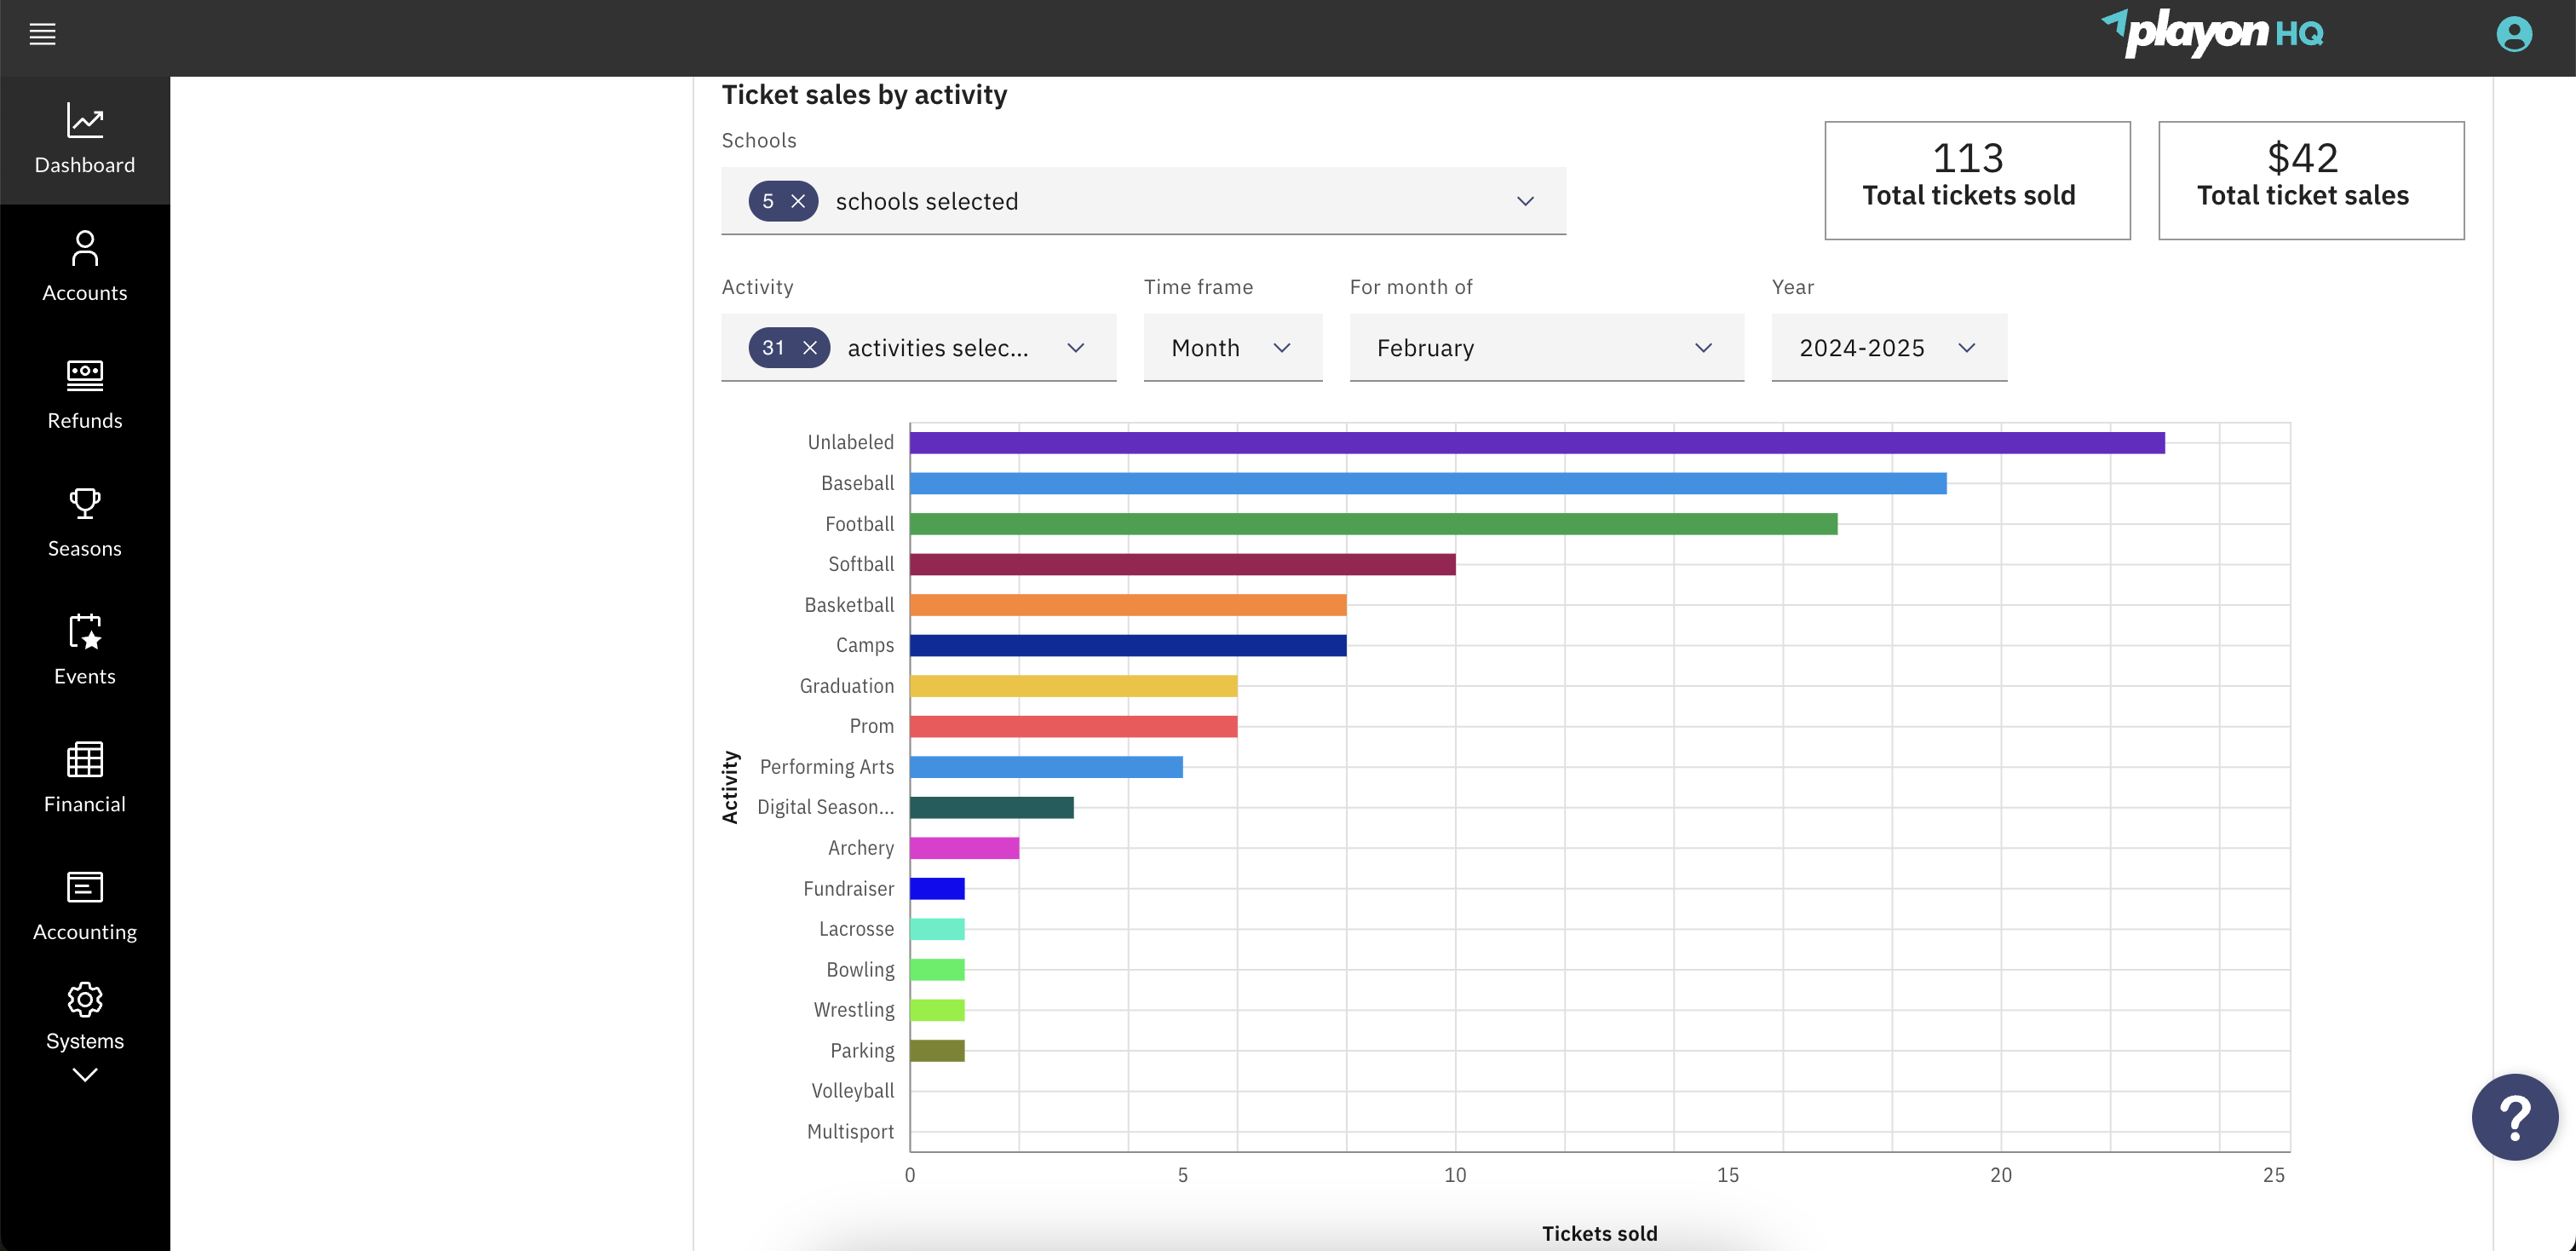 playon HQ
Dashboard
Accounts
Refunds
Seasons
Events
Financial
Accounting
Systems
Ticket sales by activity
Schools
5 schools selected
113
Total tickets sold
$42
Total ticket sales
Activity
31 activities selec...
Time frame
Month
For month of
February
Year
2024-2025
Activity
Unlabeled
Baseball
Football
Softball
Basketball
Camps
Graduation
Prom
Performing Arts
Digital Season...
Archery
Fundraiser
Lacrosse
Bowling
Wrestling
Parking
Volleyball
Multisport
0 5 10 15 20 25
Tickets sold
?